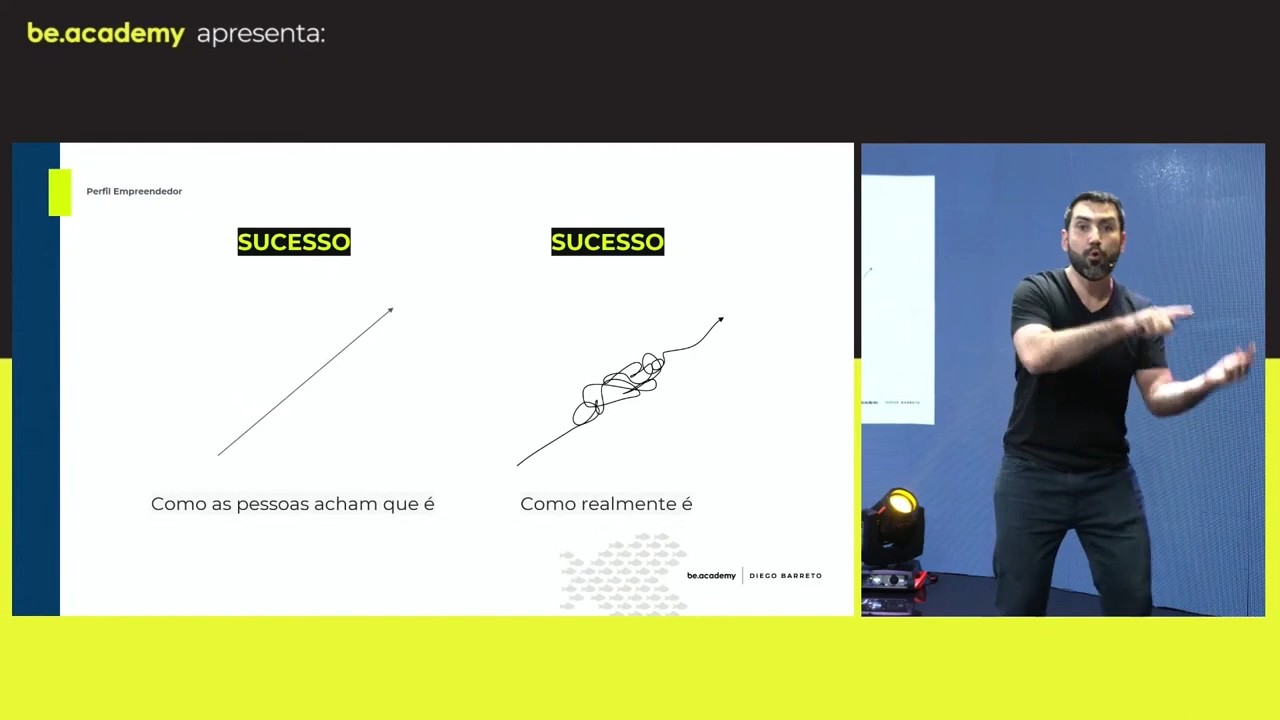 be.academy apresenta:
Perfil Empreendedor
SUCESSO
SUCESSO
Como as pessoas acham que é
Como realmente é
be.academy | DIEGO BARRETO